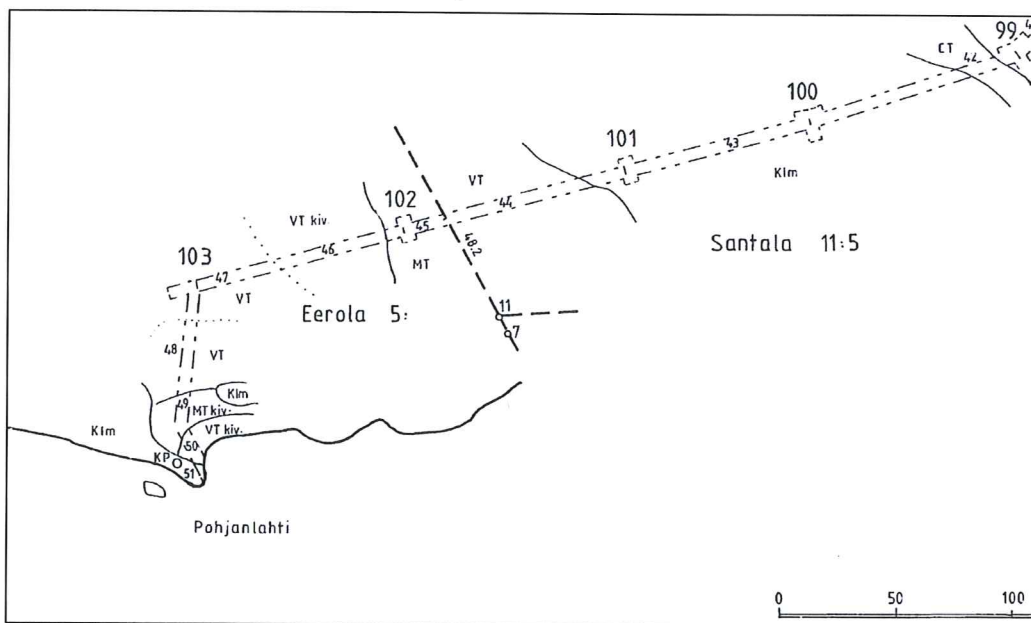 99
CT
44
100
43
Klm
101
VT
44
Santala 11:5
102
45
48:2
VT kiv.
46
MT
103
47
VT
Eerola 5:
11
7
48
VT
Klm
49
MT kiv.
VT kiv.
Klm
50
KP
51
Pohjanlahti
0 50 100